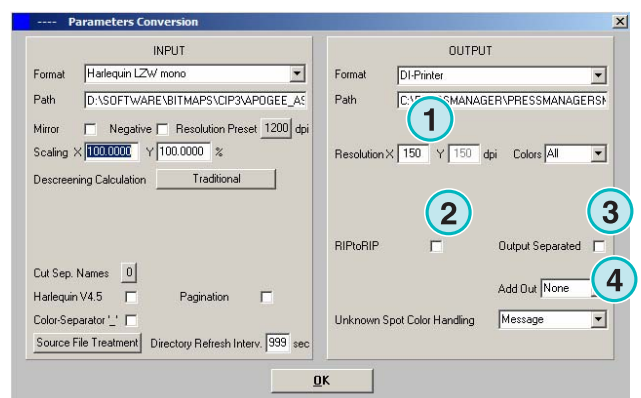 ---- Parameters Conversion
INPUT
Format Harlequin LZW mono
Path D:\SOFTWARE\BITMAPS\CIP3\APOGEE_AS
Mirror Negative Resolution Preset 1200 dpi
Scaling X 100.0000 Y 100.0000 %
Descreening Calculation Traditional
Cut Sep. Names 0
Harlequin V4.5 Pagination
Color-Separator '_'
Source File Treatment Directory Refresh Interv. 999 sec
OUTPUT
Format DI-Printer
Path
1
Resolution X 150 Y 150 dpi Colors All
2
3
RIPtoRIP Output Separated
4
Add Out None
Unknown Spot Color Handling Message
OK